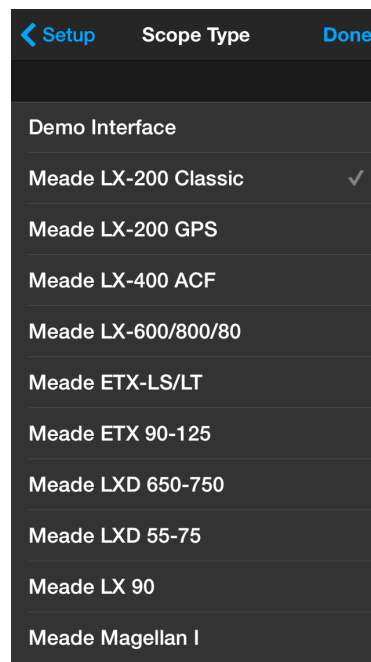 Setup Scope Type Done
Demo Interface
Meade LX-200 Classic
Meade LX-200 GPS
Meade LX-400 ACF
Meade LX-600/800/80
Meade ETX-LS/LT
Meade ETX 90-125
Meade LXD 650-750
Meade LXD 55-75
Meade LX 90
Meade Magellan I